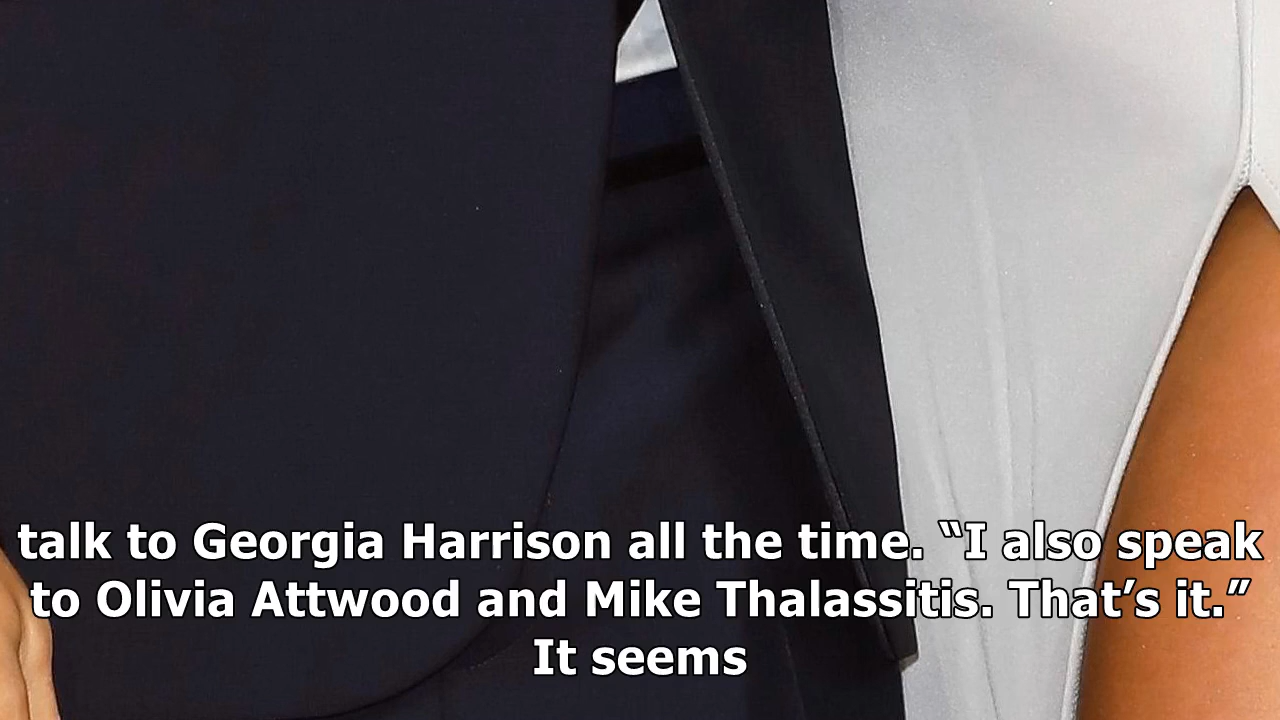 talk to Georgia Harrison all the time. “I also speak
to Olivia Attwood and Mike Thalassitis. That’s it.”
It seems